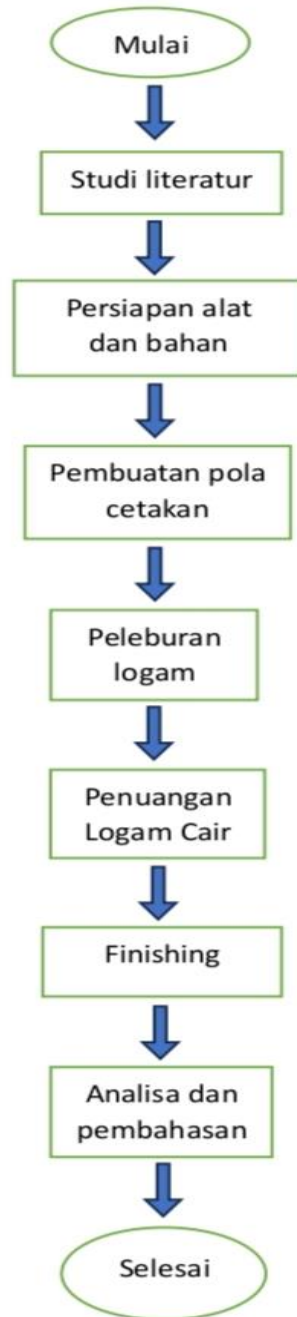 Mulai
Studi literatur
Persiapan alat
dan bahan
Pembuatan pola
cetakan
Peleburan
logam
Penuangan
Logam Cair
Finishing
Analisa dan
pembahasan
Selesai